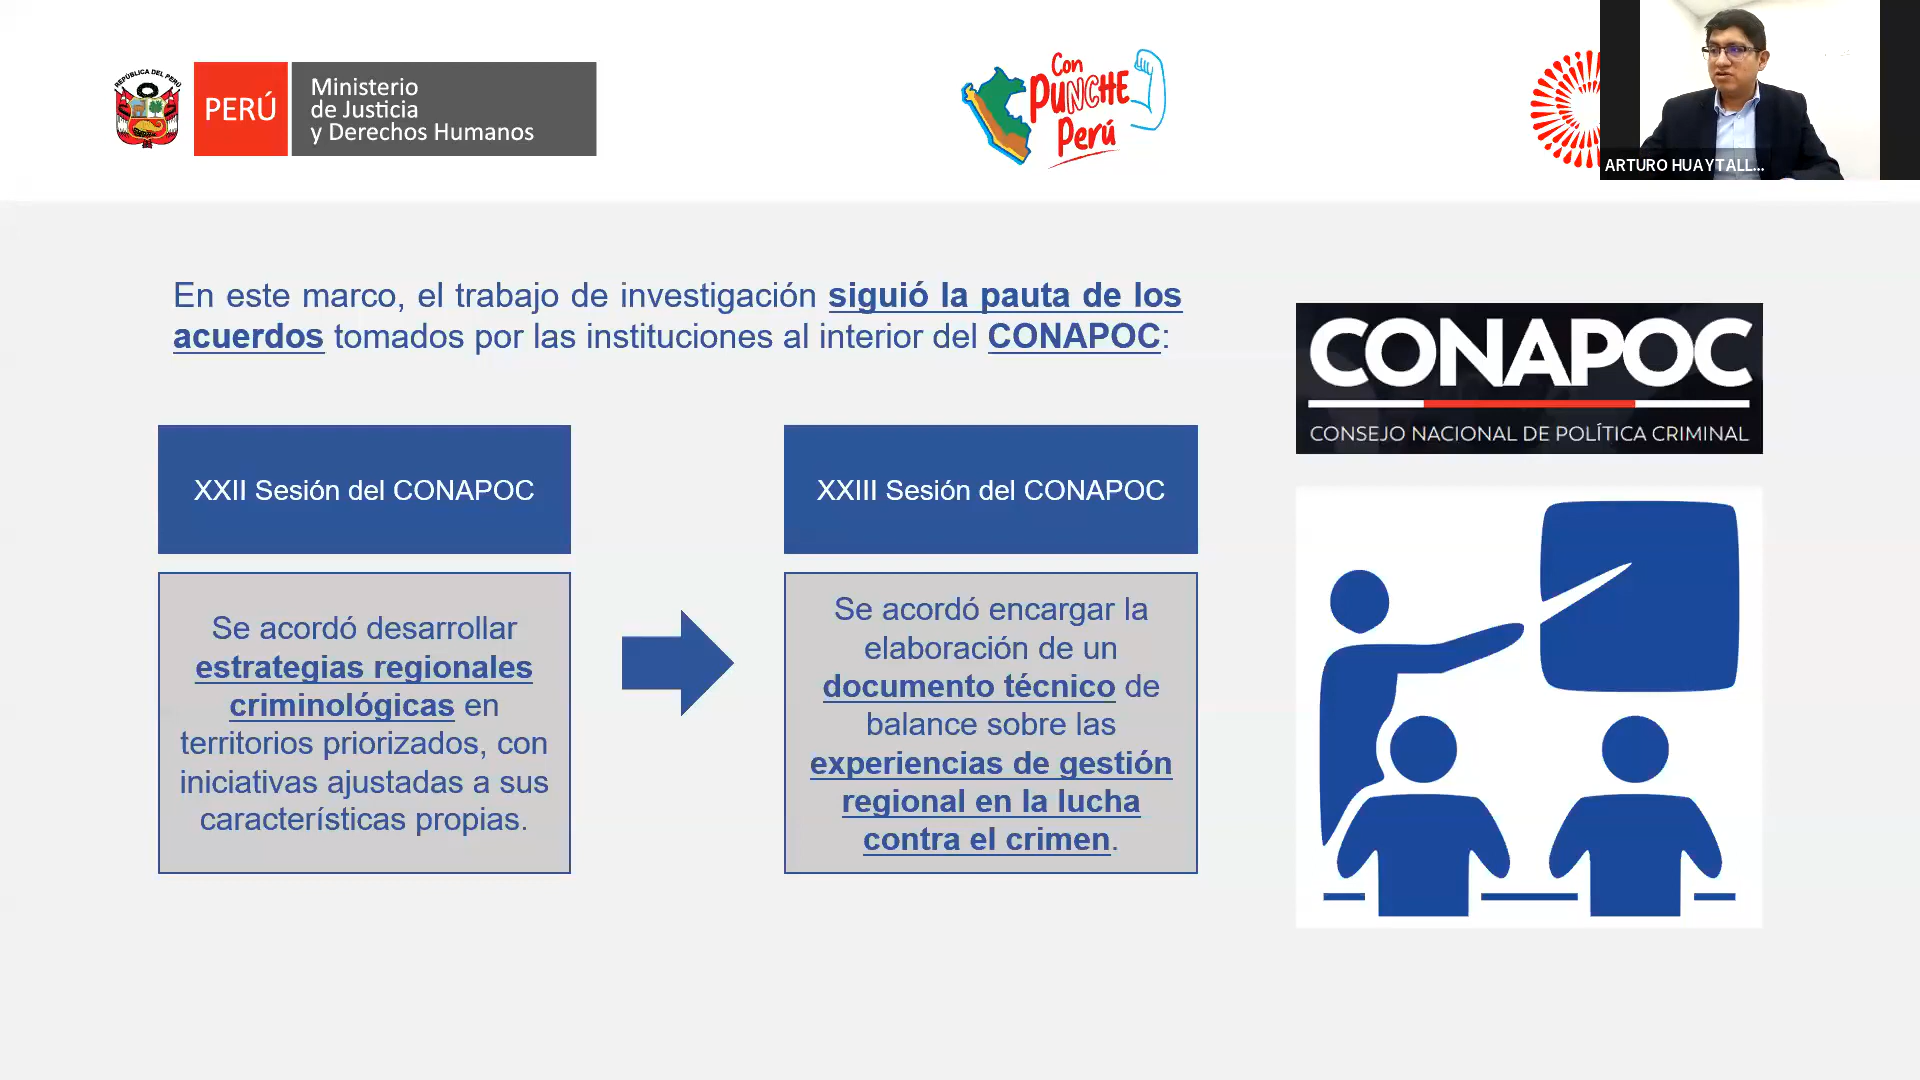 REPÚBLICA DEL PERÚ
PERÚ
Ministerio
de Justicia
y Derechos Humanos
Con
PUNCHE
Perú
ARTURO HUAYTALL...
En este marco, el trabajo de investigación siguió la pauta de los
acuerdos tomados por las instituciones al interior del CONAPOC:
XXII Sesión del CONAPOC
Se acordó desarrollar
estrategias regionales
criminológicas en
territorios priorizados, con
iniciativas ajustadas a sus
características propias.
XXIII Sesión del CONAPOC
Se acordó encargar la
elaboración de un
documento técnico de
balance sobre las
experiencias de gestión
regional en la lucha
contra el crimen.
CONAPOC
CONSEJO NACIONAL DE POLÍTICA CRIMINAL